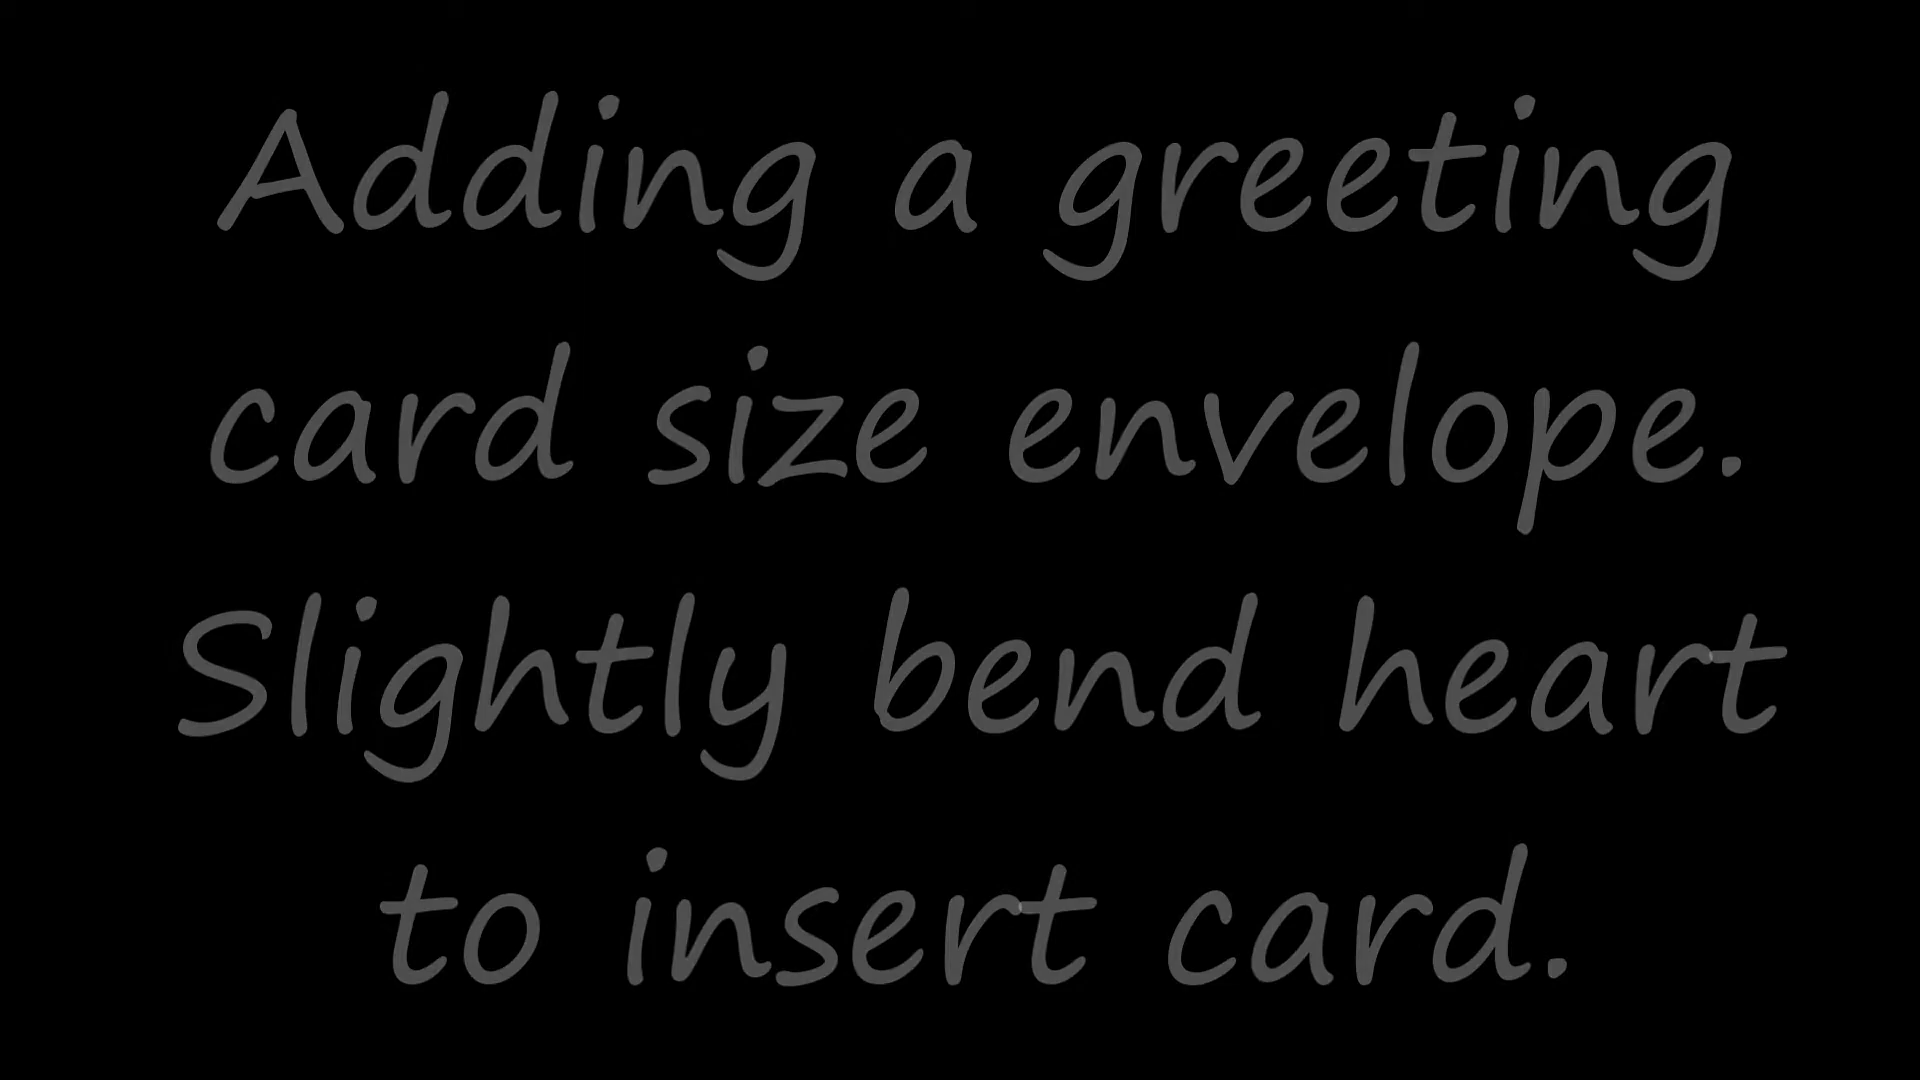 Adding a greeting
card size envelope.
Slightly bend heart
to insert card.